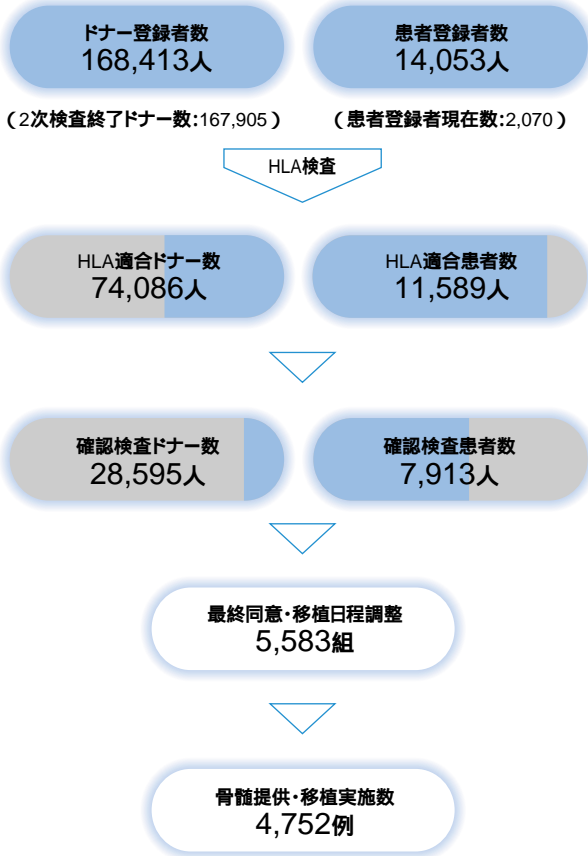 ドナー登録者数
168,413人
患者登録者数
14,053人
(2次検査終了ドナー数:167,905)
(患者登録者現在数:2,070)
HLA検査
HLA適合ドナー数
74,086人
HLA適合患者数
11,589人
確認検査ドナー数
28,595人
確認検査患者数
7,913人
最終同意・移植日程調整
5,583組
骨髄提供・移植実施数
4,752例